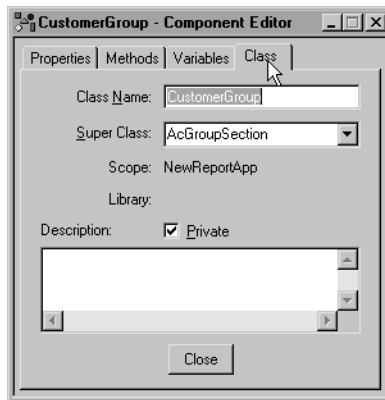 CustomerGroup - Component Editor
Properties Methods Variables Class
Class Name: CustomerGroup
Super Class: AcGroupSection
Scope: NewReportApp
Library:
Description: Private
Close